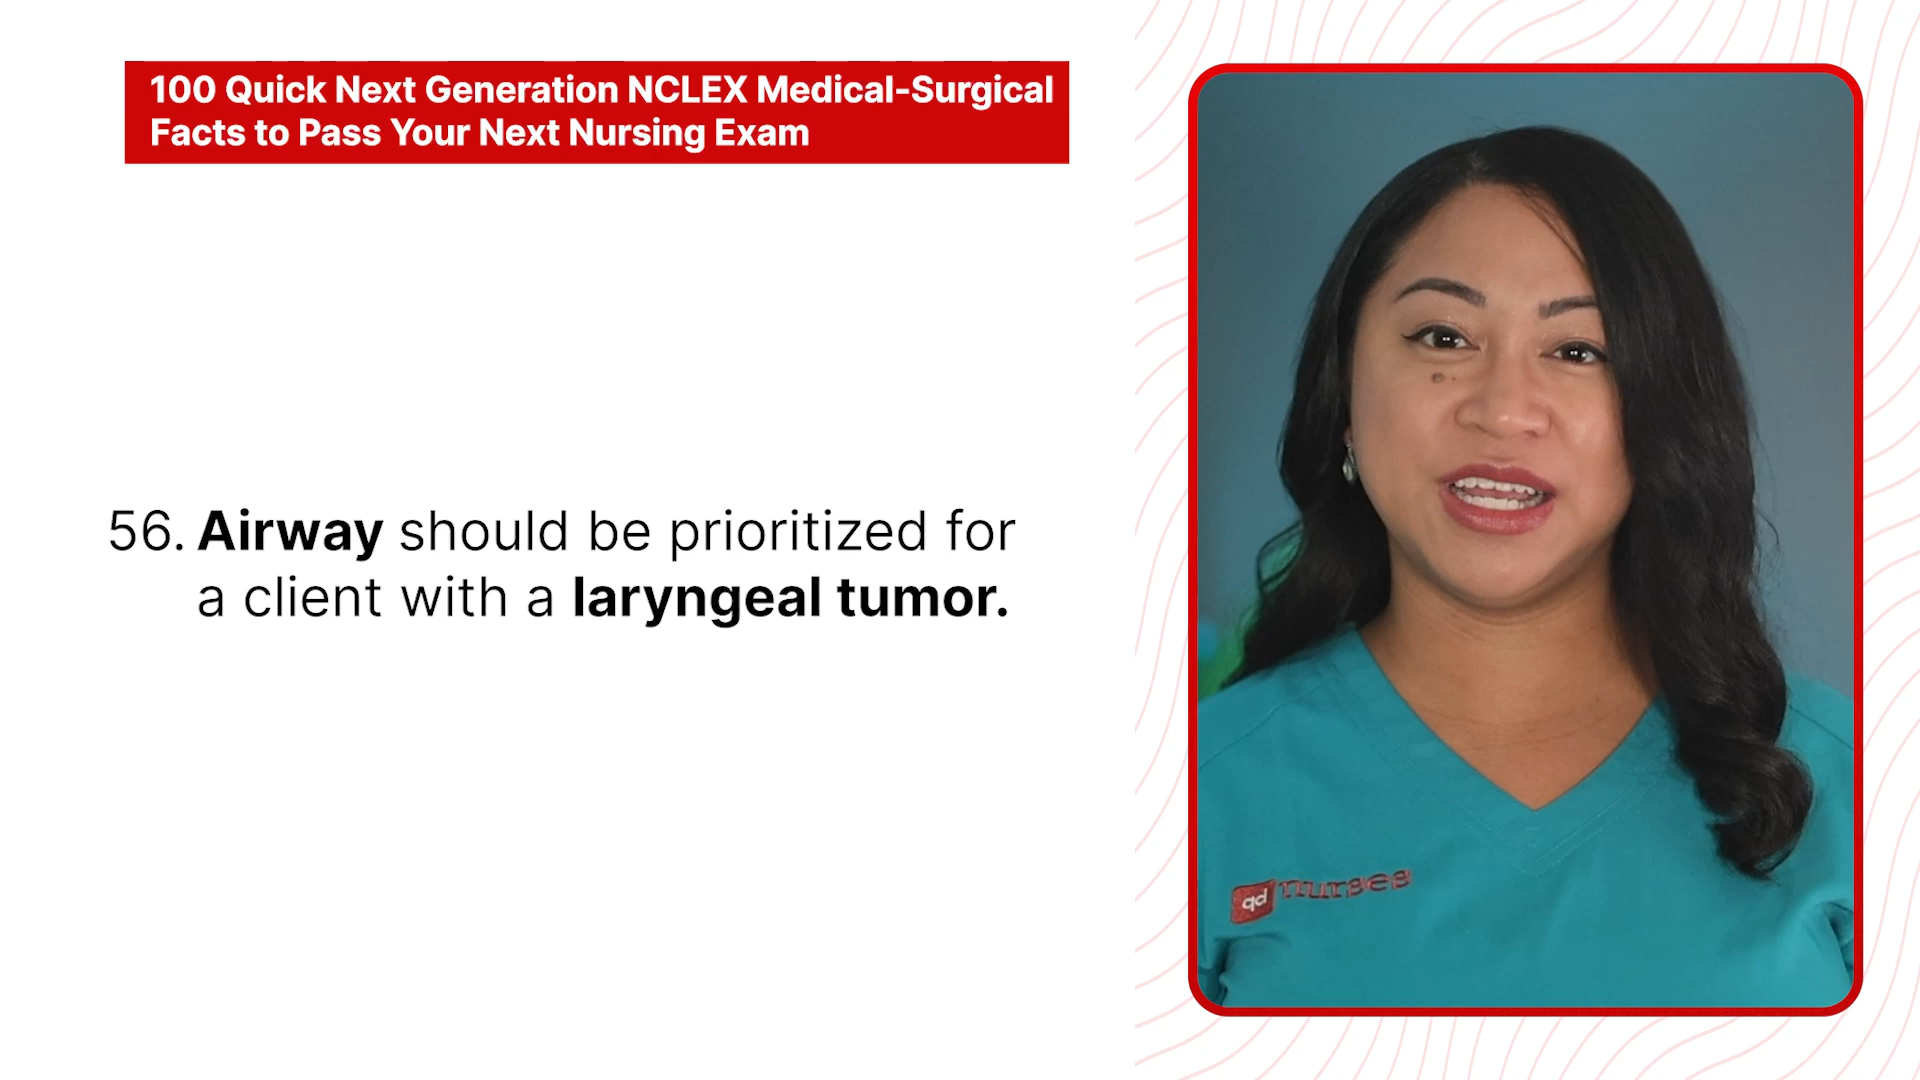 100 Quick Next Generation NCLEX Medical-Surgical
Facts to Pass Your Next Nursing Exam
56. Airway should be prioritized for
a client with a laryngeal tumor.
qd nurses